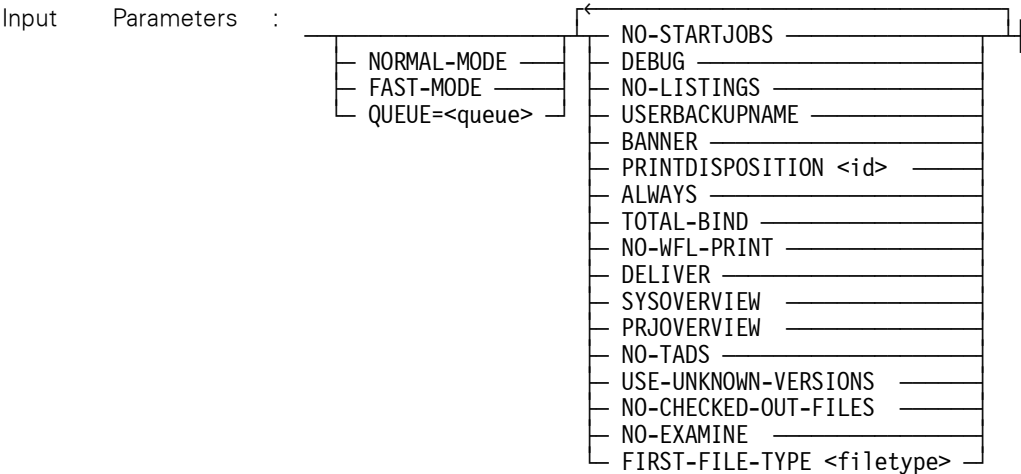 Input Parameters :
NO-STARTJOBS
NORMAL-MODE DEBUG
FAST-MODE NO-LISTINGS
QUEUE=<queue> USERBACKUPNAME
BANNER
PRINTDISPOSITION <id>
ALWAYS
TOTAL-BIND
NO-WFL-PRINT
DELIVER
SYSOVERVIEW
PRJOVERVIEW
NO-TADS
USE-UNKNOWN-VERSIONS
NO-CHECKED-OUT-FILES
NO-EXAMINE
FIRST-FILE-TYPE <filetype>